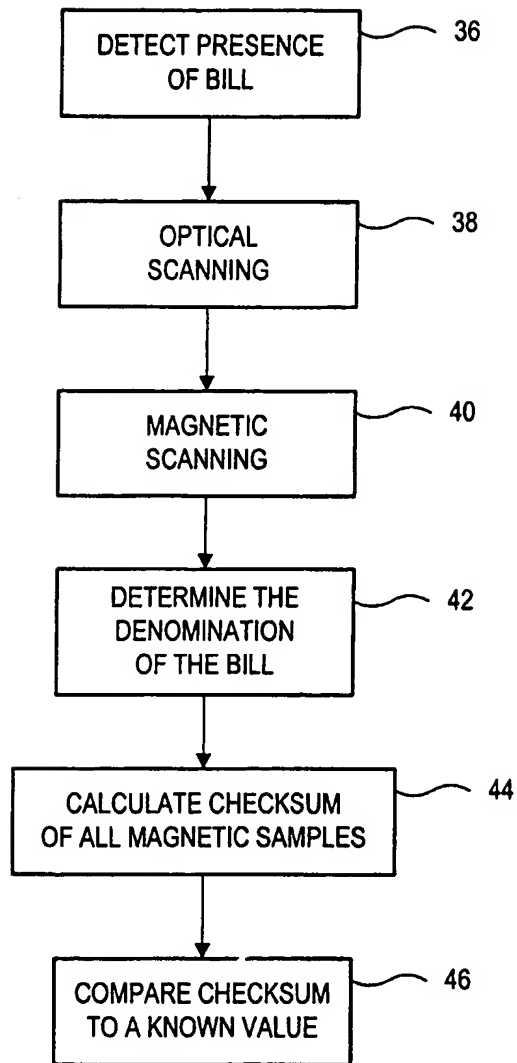 DETECT PRESENCE
OF BILL
36
OPTICAL
SCANNING
38
MAGNETIC
SCANNING
40
DETERMINE THE
DENOMINATION
OF THE BILL
42
CALCULATE CHECKSUM
OF ALL MAGNETIC SAMPLES
44
COMPARE CHECKSUM
TO A KNOWN VALUE
46